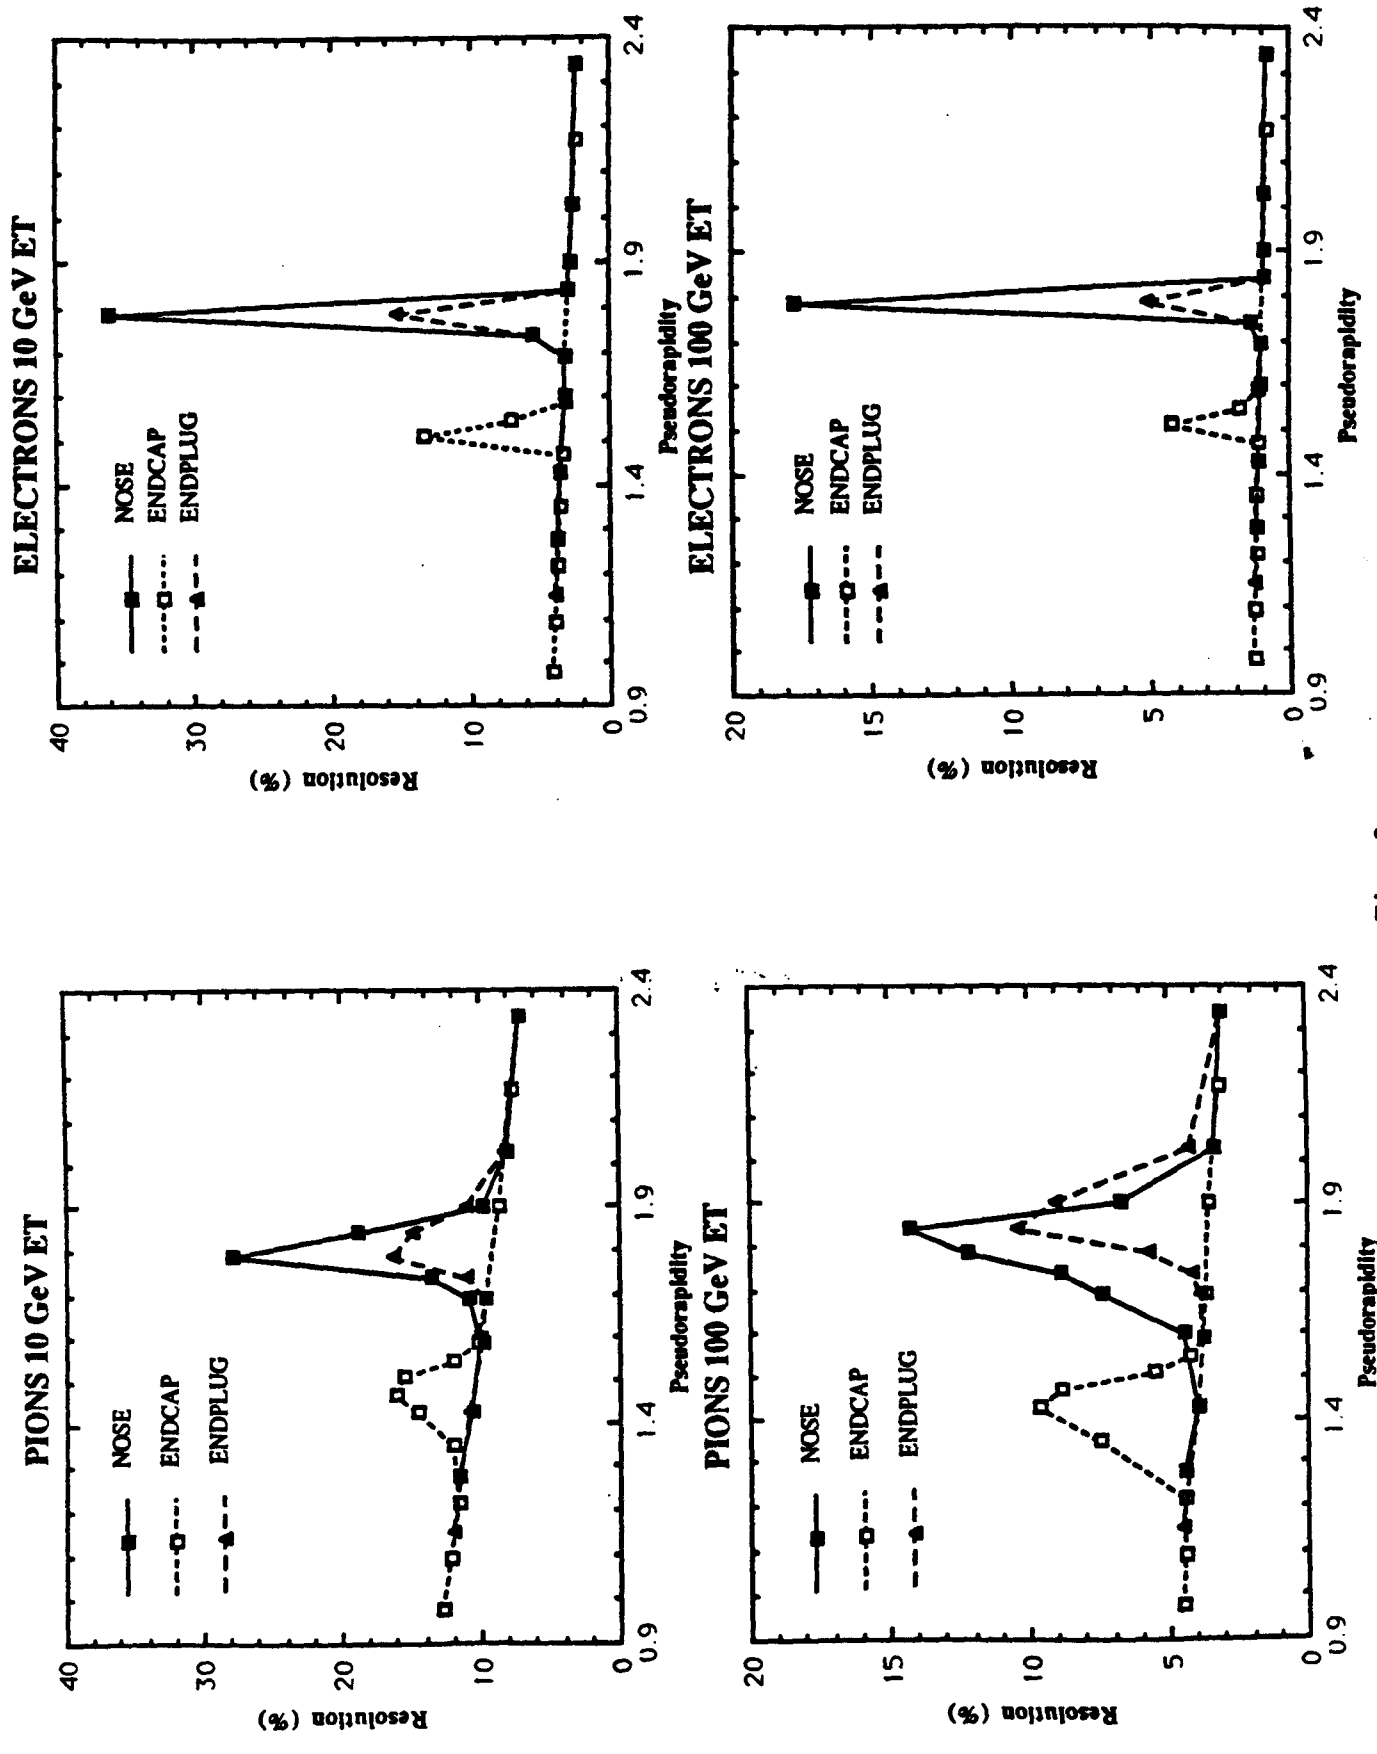 PIONS 10 GeV ET
NOSE
ENDCAP
ENDPLUG
40
30
20
10
0
Resolution (%)
0.9
1.4
1.9
2.4
Pseudorapidity
ELECTRONS 10 GeV ET
NOSE
ENDCAP
ENDPLUG
40
30
20
10
0
Resolution (%)
0.9
1.4
1.9
2.4
Pseudorapidity
PIONS 100 GeV ET
NOSE
ENDCAP
ENDPLUG
20
15
10
5
0
Resolution (%)
0.9
1.4
1.9
2.4
Pseudorapidity
ELECTRONS 100 GeV ET
NOSE
ENDCAP
ENDPLUG
20
15
10
5
0
Resolution (%)
0.9
1.4
1.9
2.4
Pseudorapidity